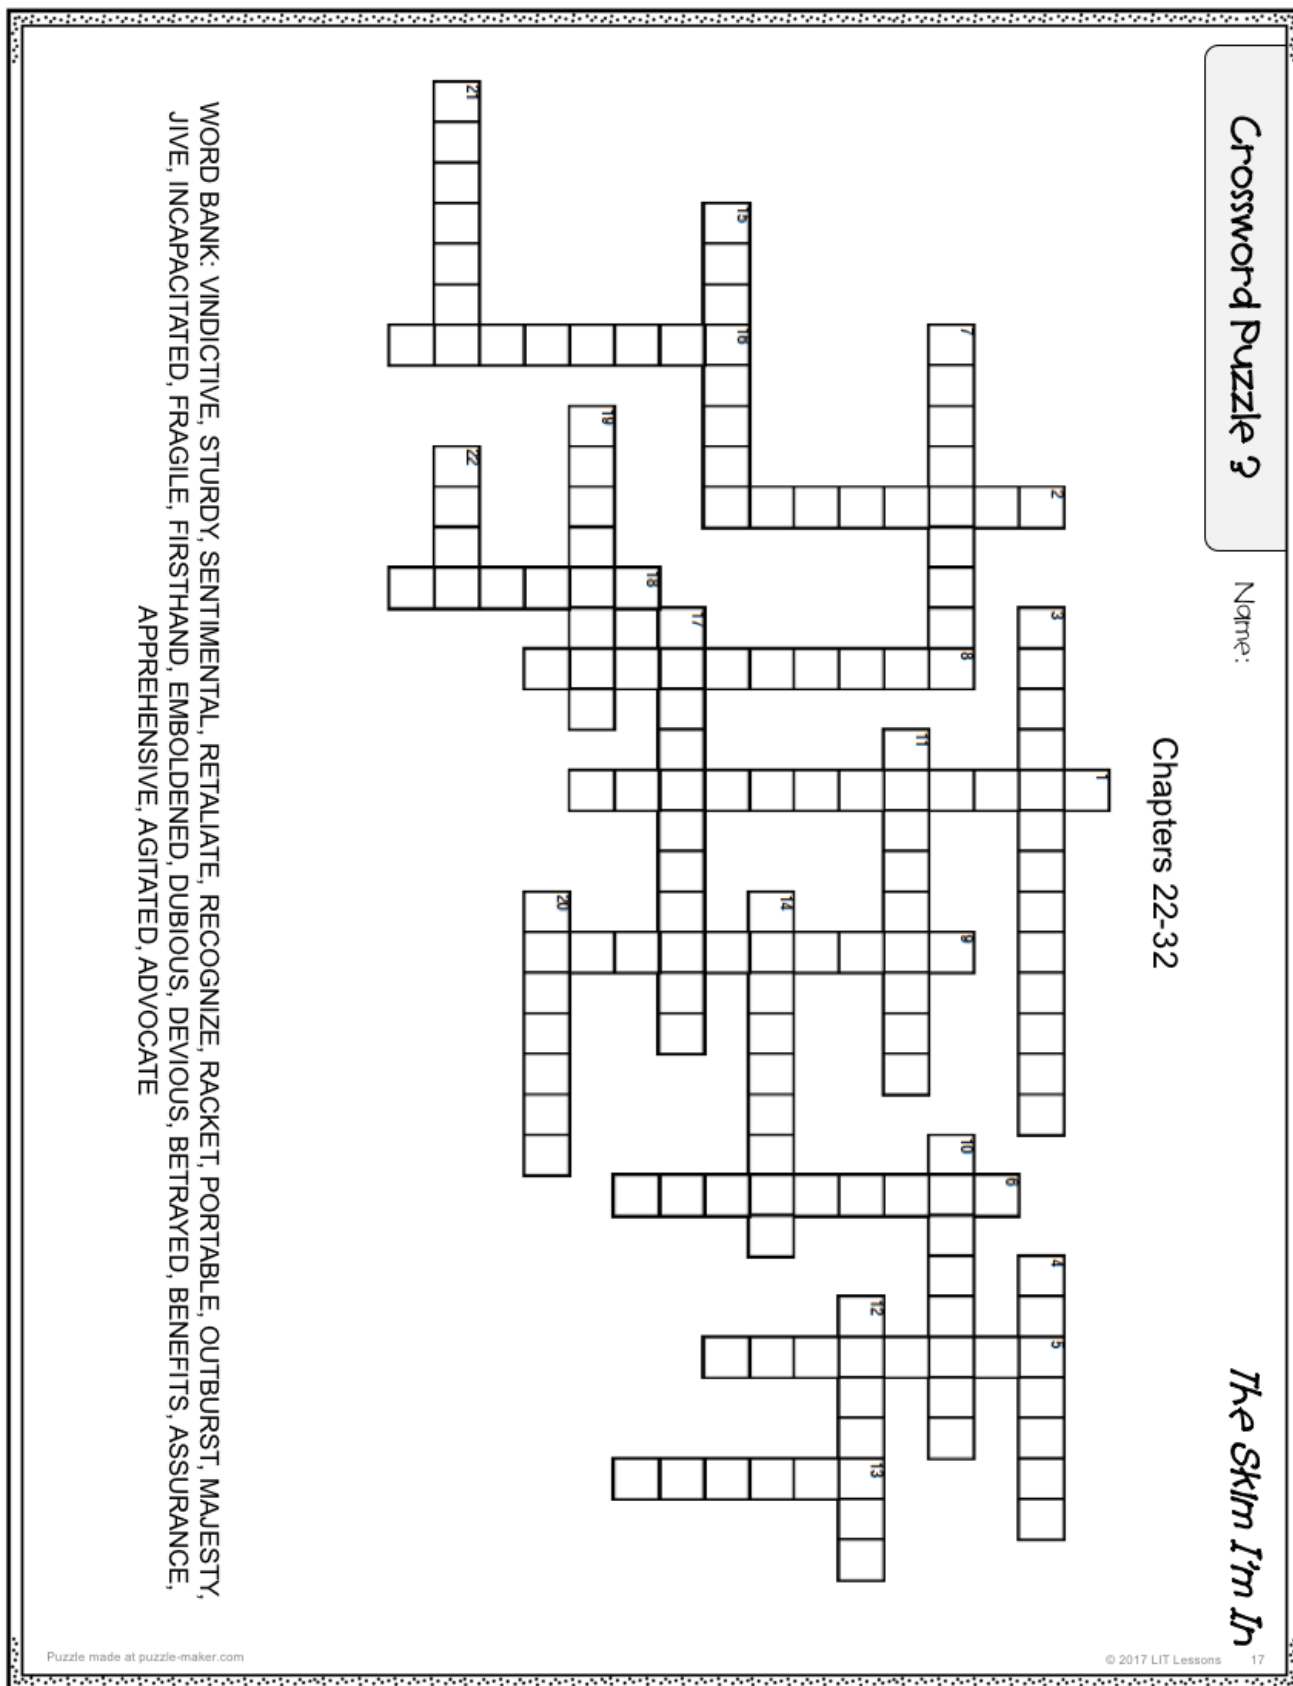 Crossword Puzzle 3
Name:
The Skim I'm In
Chapters 22-32
1
2
3
4
5
6
7
8
9
10
11
12
13
14
15
16
17
18
19
20
21
22
WORD BANK: VINDICTIVE, STURDY, SENTIMENTAL, RETALIATE, RECOGNIZE, RACKET, PORTABLE, OUTBURST, MAJESTY,
JIVE, INCAPACITATED, FRAGILE, FIRSTHAND, EMBOLDENED, DUBIOUS, DEVIOUS, BETRAYED, BENEFITS, ASSURANCE,
APPREHENSIVE, AGITATED, ADVOCATE
Puzzle made at puzzle-maker.com
© 2017 LIT Lessons 17